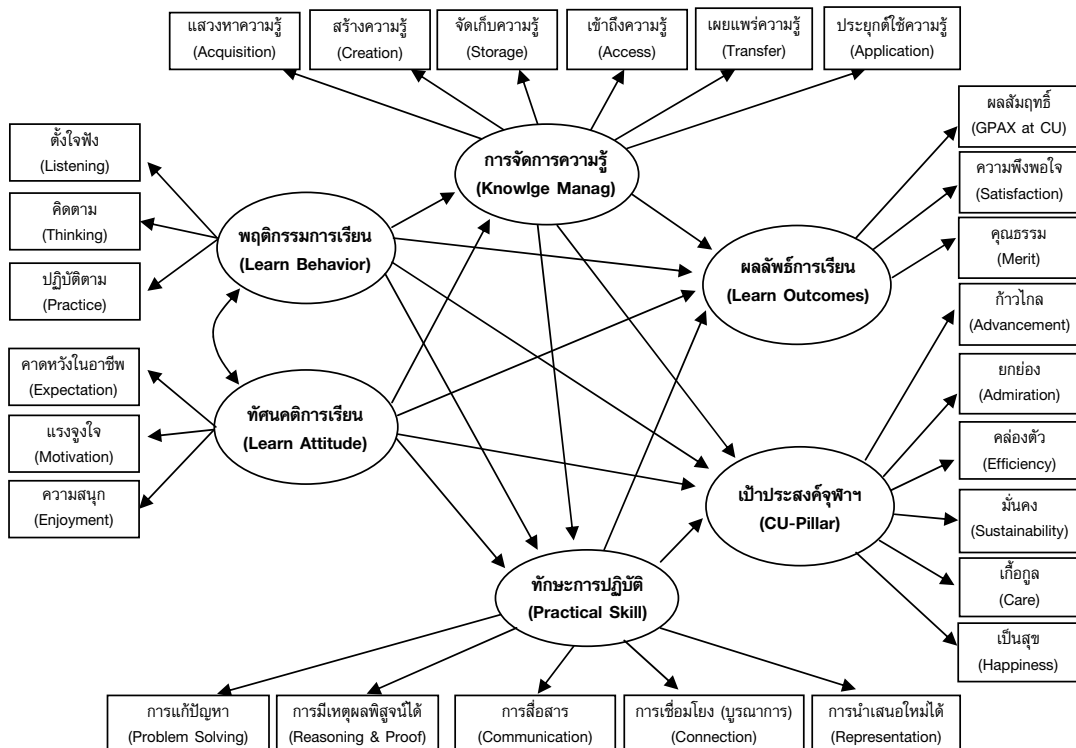 แสวงหาความรู้
(Acquisition)
สร้างความรู้
(Creation)
จัดเก็บความรู้
(Storage)
เข้าถึงความรู้
(Access)
เผยแพร่ความรู้
(Transfer)
ประยุกต์ใช้ความรู้
(Application)
ผลสัมฤทธิ์
(GPAX at CU)
ความพึงพอใจ
(Satisfaction)
คุณธรรม
(Merit)
ก้าวไกล
(Advancement)
ยกย่อง
(Admiration)
คล่องตัว
(Efficiency)
มั่นคง
(Sustainability)
เกื้อกูล
(Care)
เป็นสุข
(Happiness)
ตั้งใจฟัง
(Listening)
คิดตาม
(Thinking)
ปฏิบัติตาม
(Practice)
คาดหวังในอาชีพ
(Expectation)
แรงจูงใจ
(Motivation)
ความสนุก
(Enjoyment)
การจัดการความรู้
(Knowlge Manag)
พฤติกรรมการเรียน
(Learn Behavior)
ผลลัพธ์การเรียน
(Learn Outcomes)
ทัศนคติการเรียน
(Learn Attitude)
เป้าประสงค์จุฬาฯ
(CU-Pillar)
ทักษะการปฏิบัติ
(Practical Skill)
การแก้ปัญหา
(Problem Solving)
การมีเหตุผลพิสูจน์ได้
(Reasoning & Proof)
การสื่อสาร
(Communication)
การเชื่อมโยง (บูรณาการ)
(Connection)
การนำเสนอใหม่ได้
(Representation)